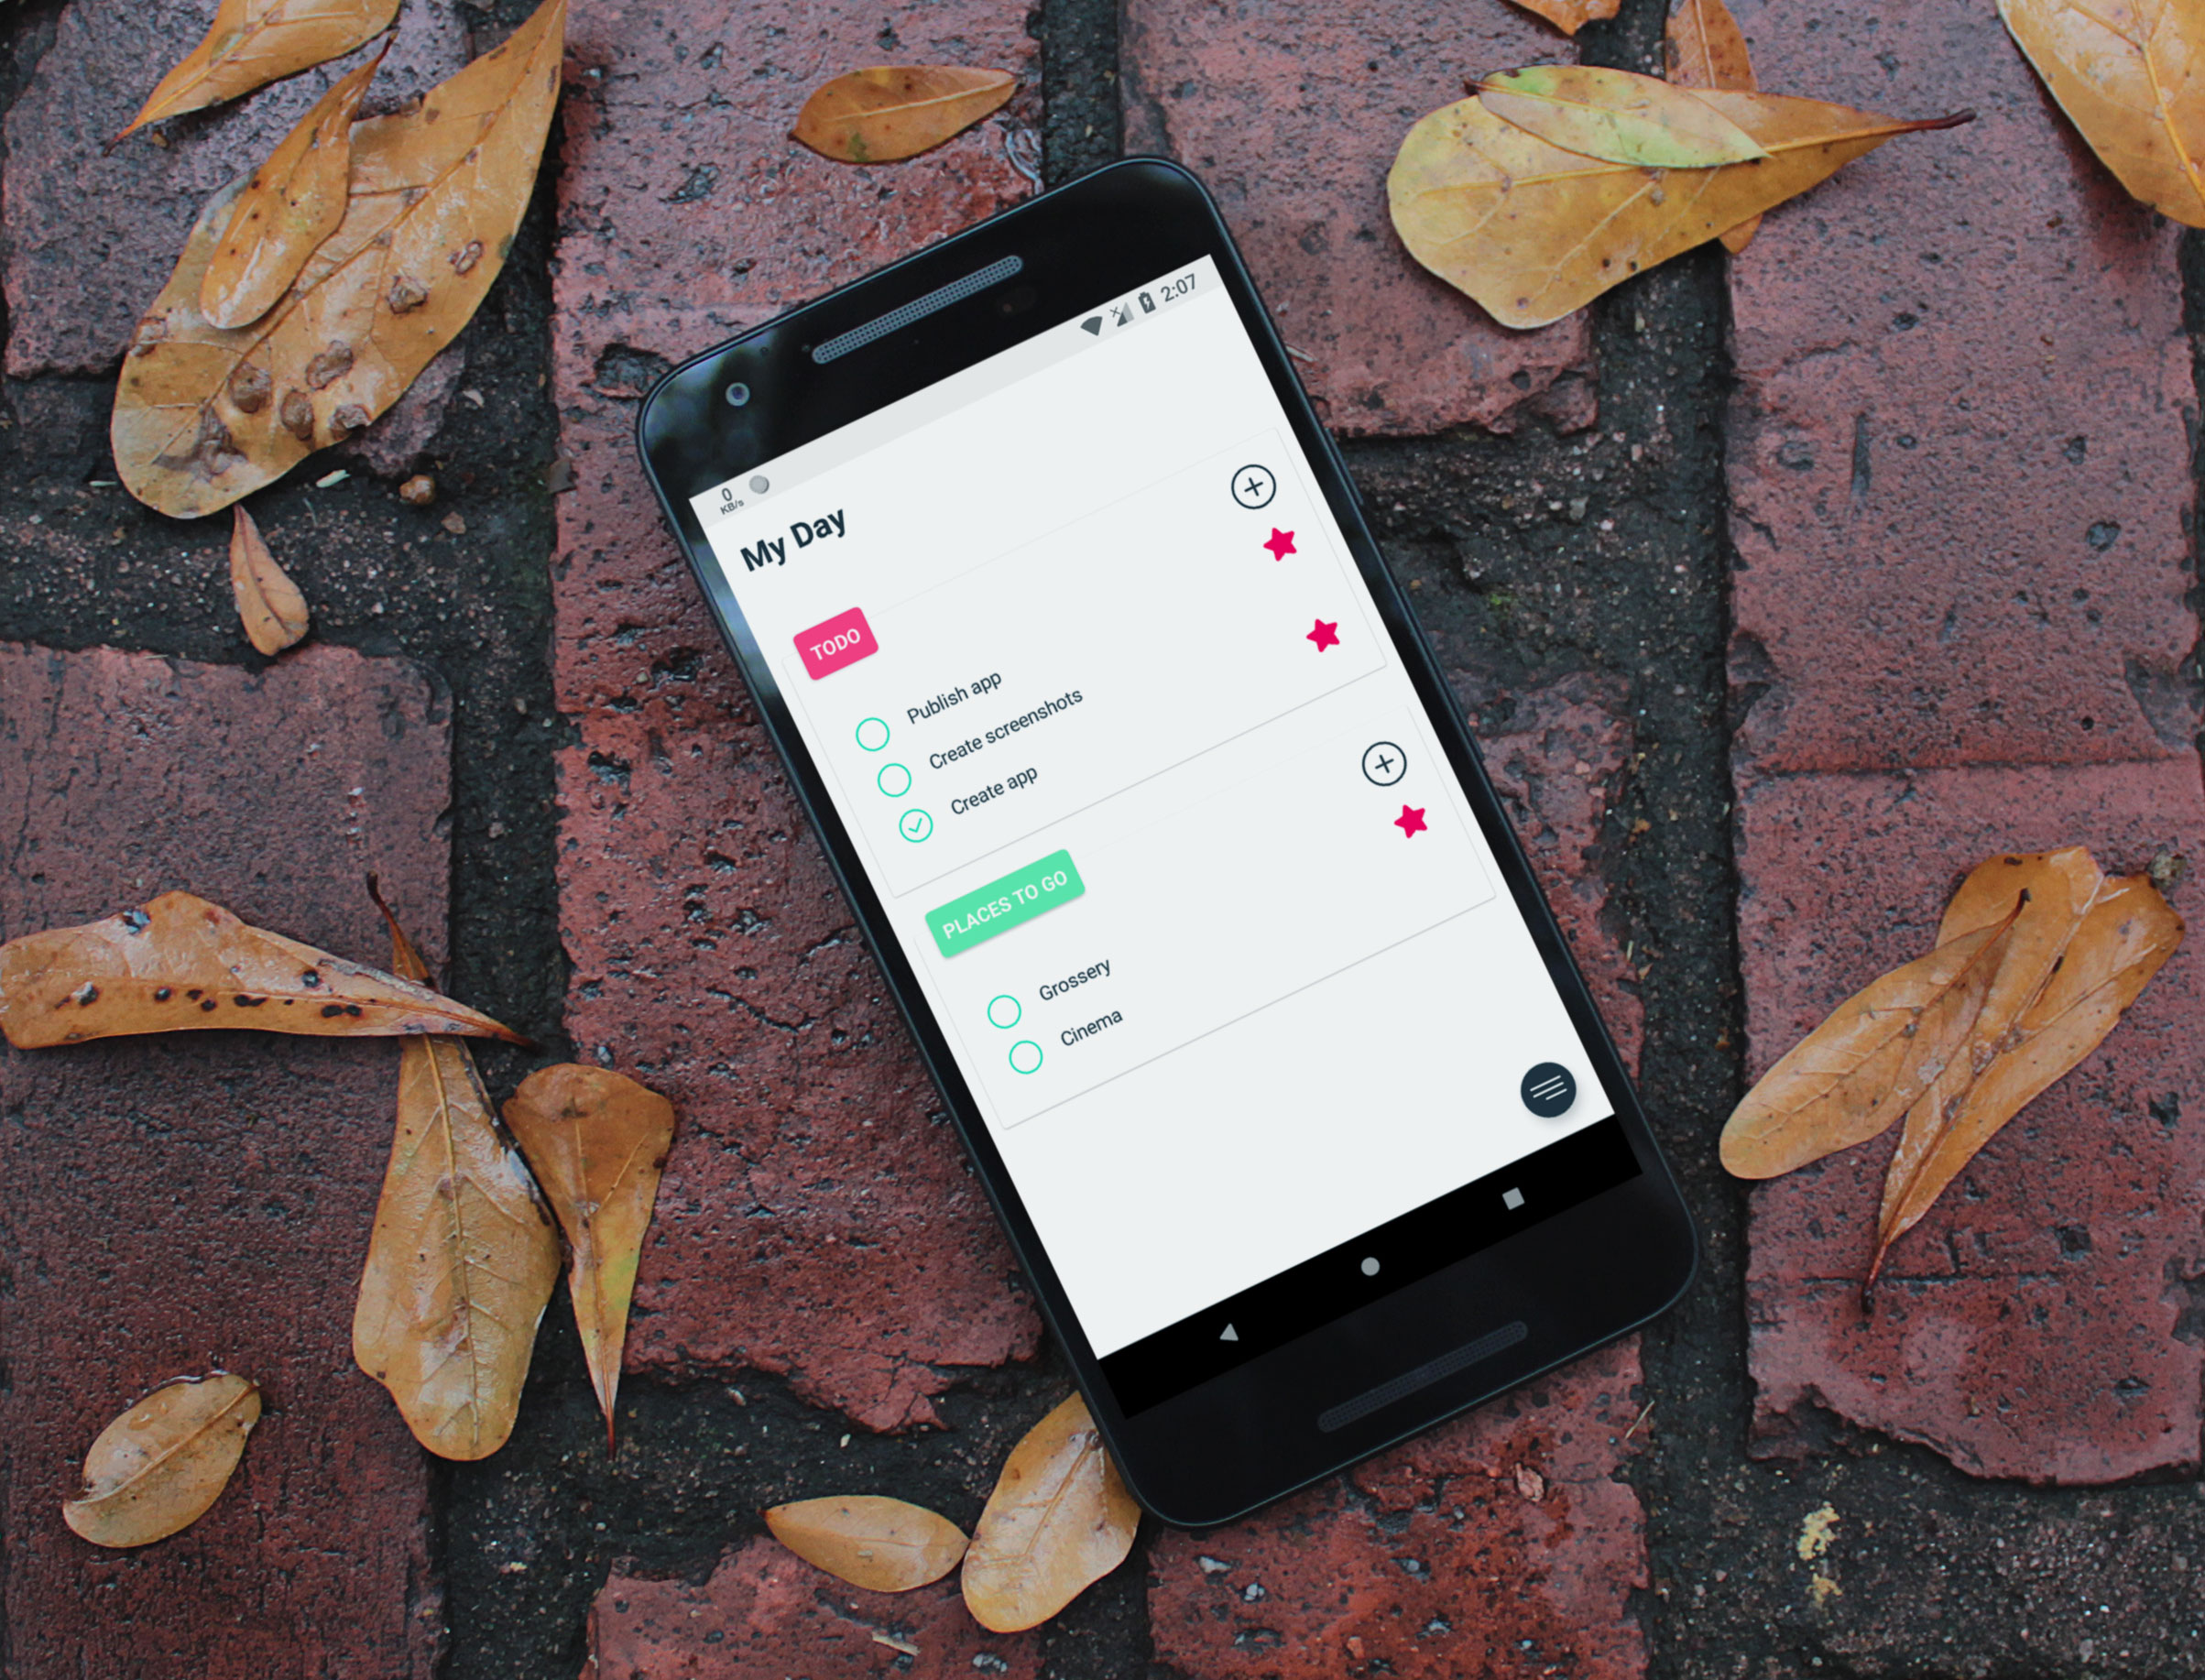 0
KB/s
2:07
My Day
TODO
Publish app
Create screenshots
Create app
PLACES TO GO
Grossery
Cinema